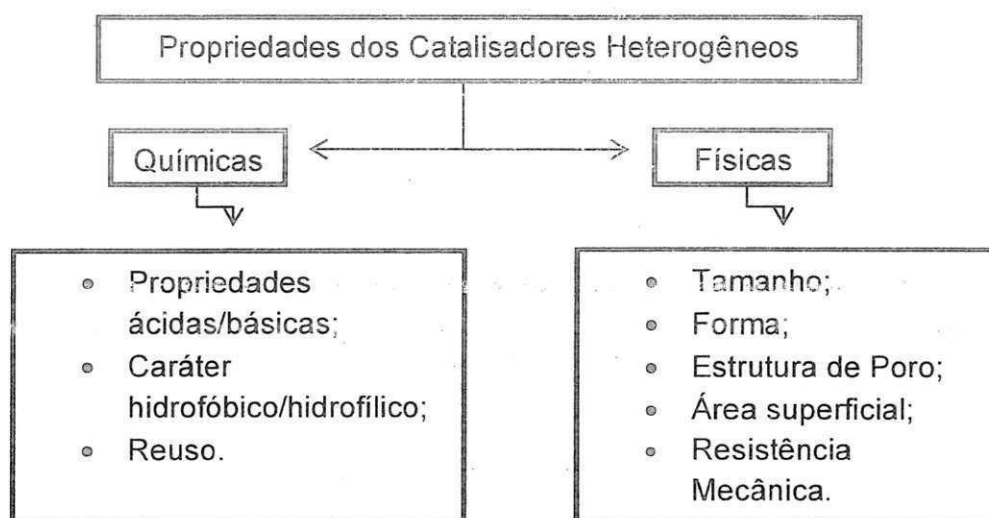 Propriedades dos Catalisadores Heterogêneos
Químicas
Físicas
• Propriedades
ácidas/básicas;
• Caráter
hidrofóbico/hidrofílico;
• Reuso.
• Tamanho;
• Forma;
• Estrutura de Poro;
• Área superficial;
• Resistência
Mecânica.